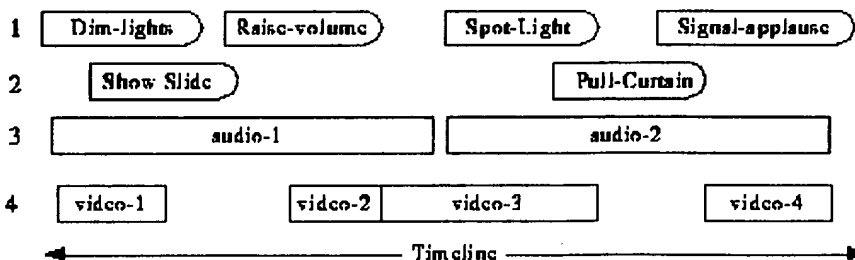 1 Dim-lights Raise-volume Spot-Light Signal-applause
2 Show Slide Pull-Curtain
3 audio-1 audio-2
4 video-1 video-2 video-3 video-4
Timeline